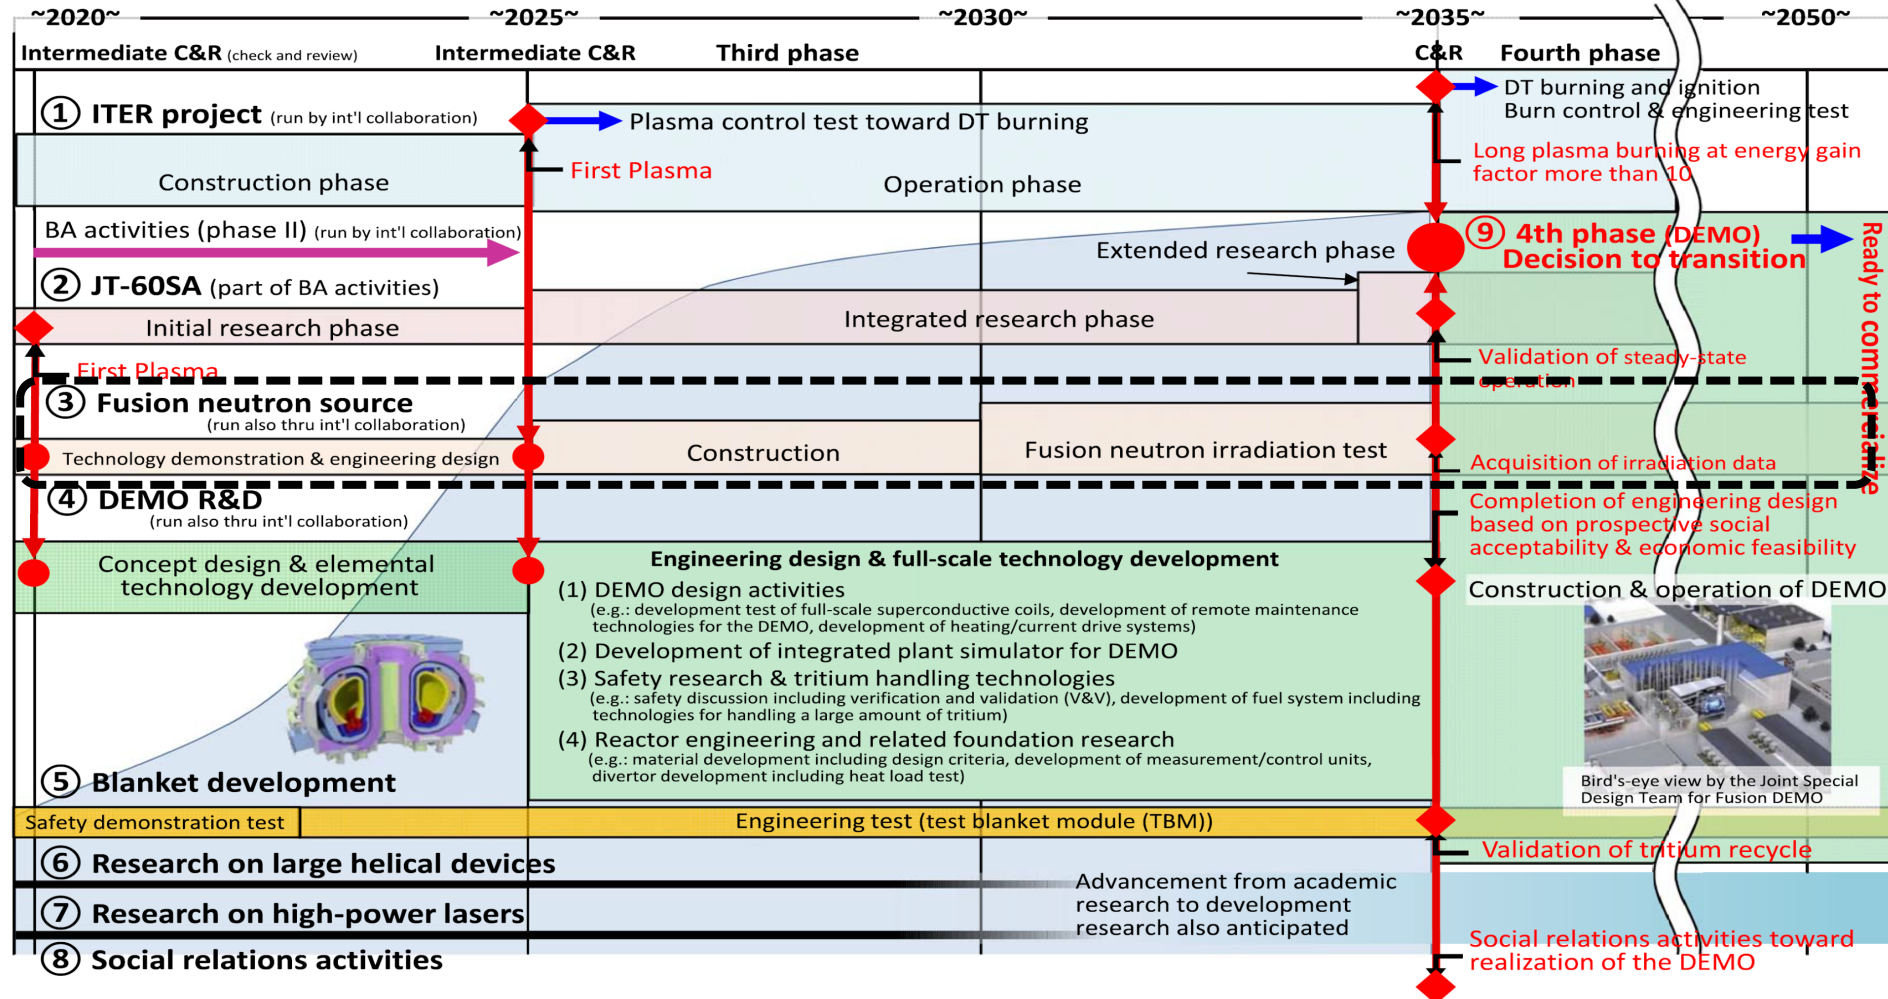 ~2020~ ~2025~ ~2030~ ~2035~ ~2050~
Intermediate C&R (check and review) Intermediate C&R Third phase C&R Fourth phase
① ITER project (run by int'l collaboration)
Construction phase
Plasma control test toward DT burning
First Plasma
Operation phase
DT burning and ignition
Burn control & engineering test
Long plasma burning at energy gain
factor more than 10
BA activities (phase II) (run by int'l collaboration)
② JT-60SA (part of BA activities)
Initial research phase
First Plasma
Extended research phase
Integrated research phase
⑨ 4th phase (DEMO)
Decision to transition
Ready to commercialize
Validation of steady-state
operation
③ Fusion neutron source
(run also thru int'l collaboration)
Technology demonstration & engineering design
Construction
Fusion neutron irradiation test
Acquisition of irradiation data
④ DEMO R&D
(run also thru int'l collaboration)
Concept design & elemental
technology development
Completion of engineering design
based on prospective social
acceptability & economic feasibility
Engineering design & full-scale technology development
(1) DEMO design activities
(e.g.: development test of full-scale superconductive coils, development of remote maintenance
technologies for the DEMO, development of heating/current drive systems)
(2) Development of integrated plant simulator for DEMO
(3) Safety research & tritium handling technologies
(e.g.: safety discussion including verification and validation (V&V), development of fuel system including
technologies for handling a large amount of tritium)
(4) Reactor engineering and related foundation research
(e.g.: material development including design criteria, development of measurement/control units,
divertor development including heat load test)
Construction & operation of DEMO
Bird's-eye view by the Joint Special
Design Team for Fusion DEMO
⑤ Blanket development
Safety demonstration test
Engineering test (test blanket module (TBM))
Validation of tritium recycle
⑥ Research on large helical devices
⑦ Research on high-power lasers
Advancement from academic
research to development
research also anticipated
⑧ Social relations activities
Social relations activities toward
realization of the DEMO